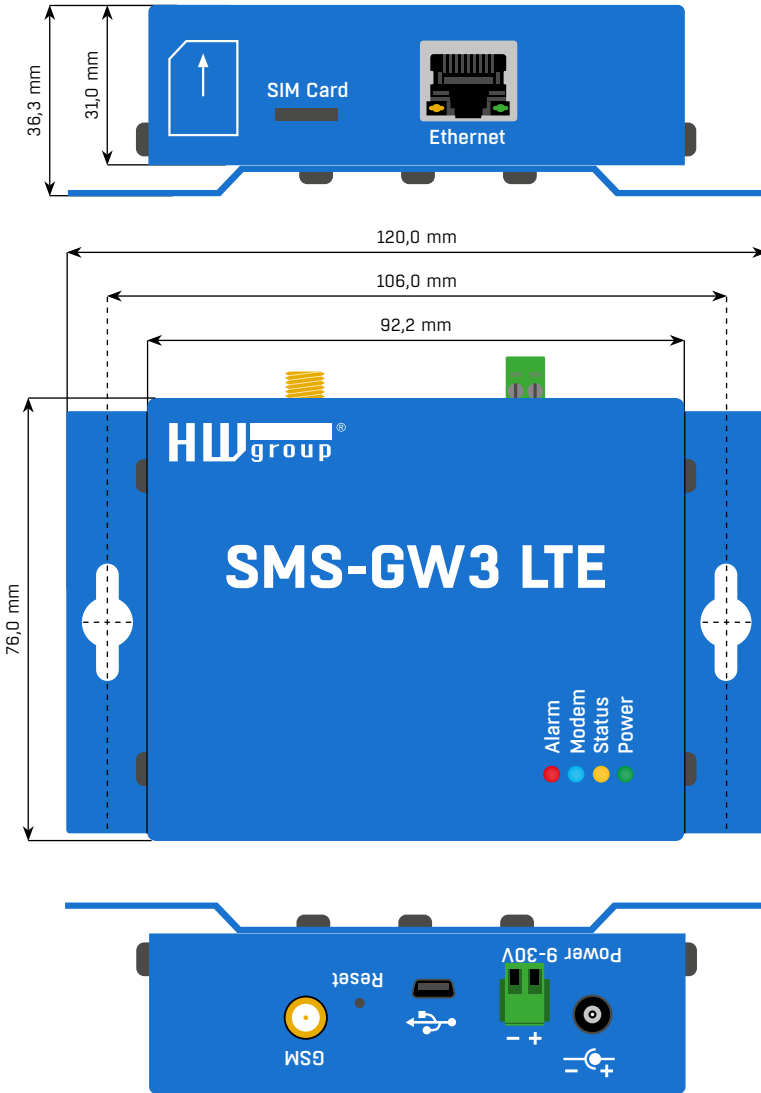 36,3 mm
31,0 mm
SIM Card
Ethernet
120,0 mm
106,0 mm
92,2 mm
HW group ®
SMS-GW3 LTE
76,0 mm
Alarm
Modem
Status
Power
Power 9-30V
Reset
GSM
- +
- +